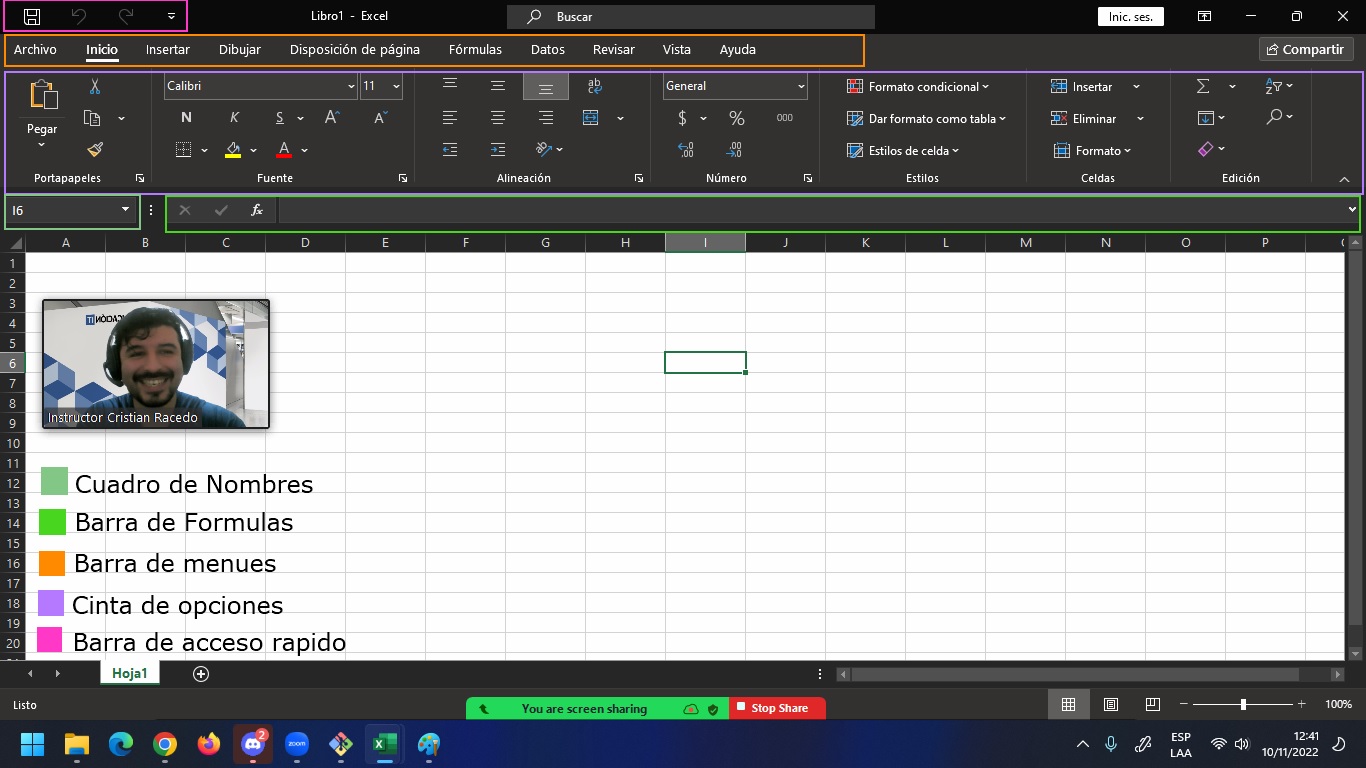 Libro1 - Excel
Buscar
Inic. ses.
Archivo Inicio Insertar Dibujar Disposición de página Fórmulas Datos Revisar Vista Ayuda
Compartir
Calibri 11
General
Formato condicional
Insertar
Pegar
N K S A A
$ % 000
Dar formato como tabla
Eliminar
Estilos de celda
Formato
Portapapeles Fuente Alineación Número Estilos Celdas Edición
I6
fx
A B C D E F G H I J K L M N O P
1
2
3
4
5
6
7
8
9
10
11
12
13
14
15
16
17
18
19
20
Instructor Cristian Racedo
Cuadro de Nombres
Barra de Formulas
Barra de menues
Cinta de opciones
Barra de acceso rapido
Hoja1
Listo
You are screen sharing
Stop Share
100%
2
zoom
ESP
LAA
12:41
10/11/2022